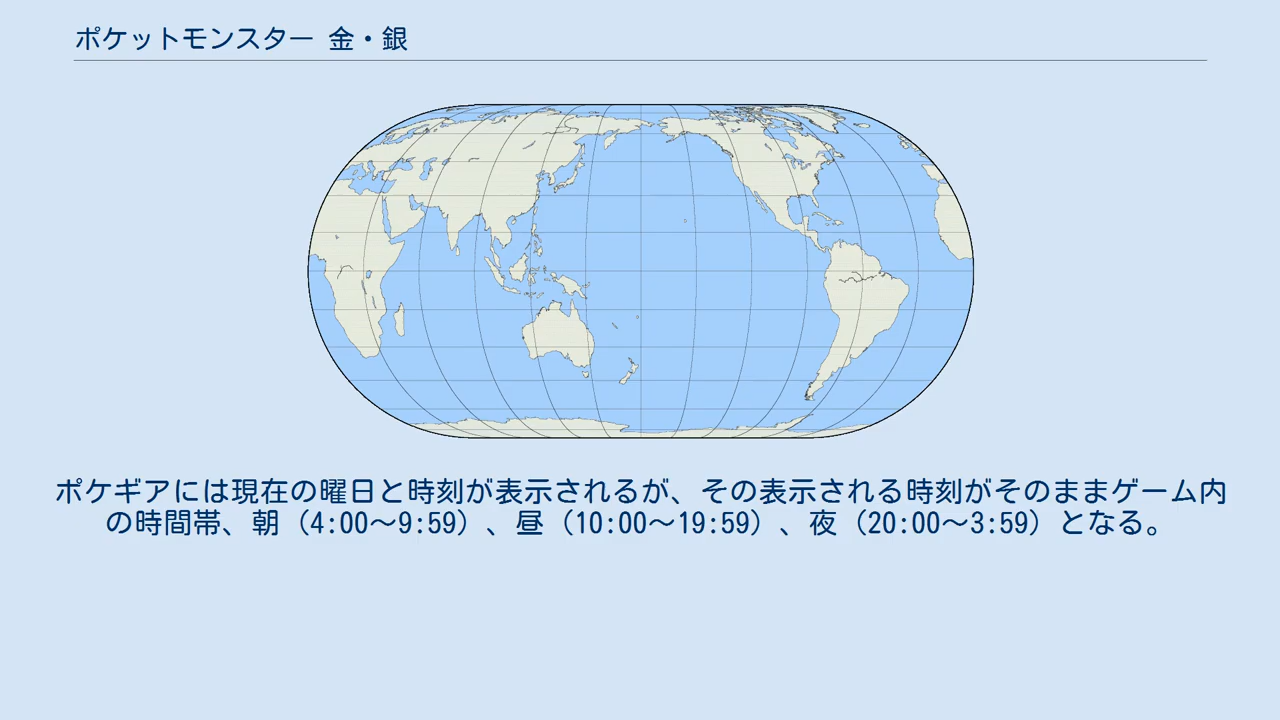 ポケットモンスター 金・銀
ポケギアには現在の曜日と時刻が表示されるが、その表示される時刻がそのままゲーム内
の時間帯、朝（4:00～9:59）、昼（10:00～19:59）、夜（20:00～3:59）となる。